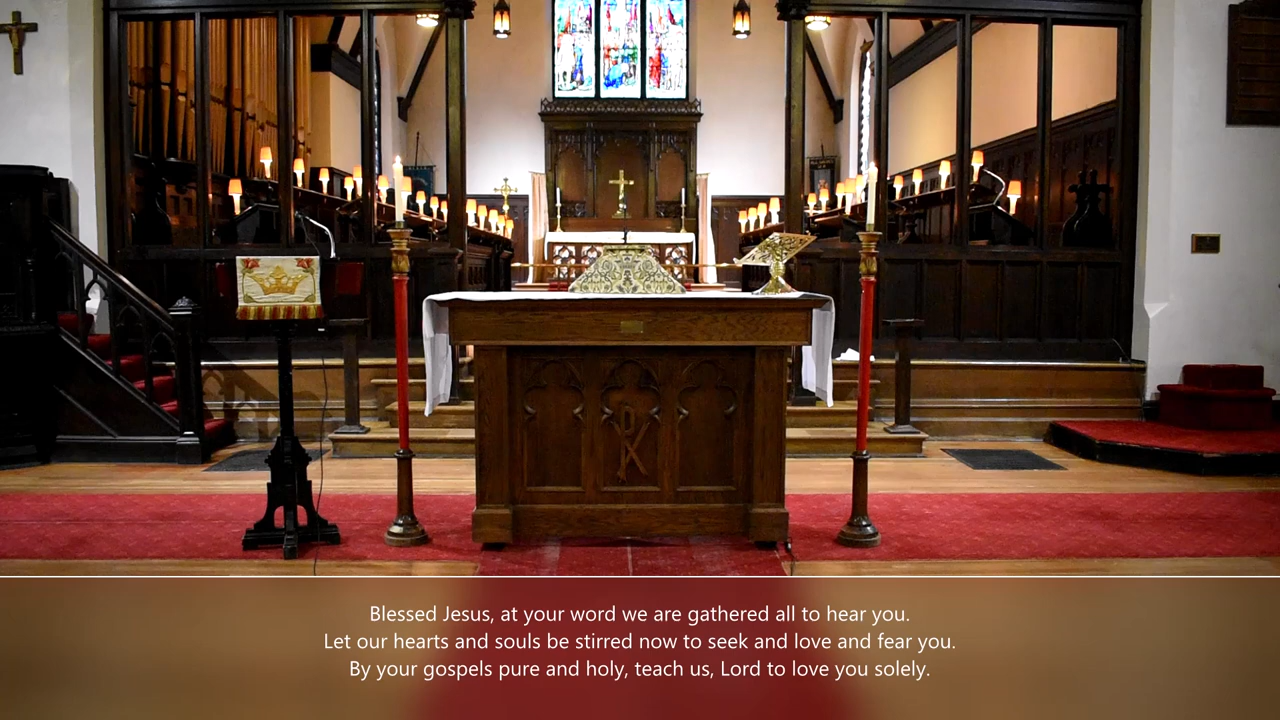 Blessed Jesus, at your word we are gathered all to hear you.
Let our hearts and souls be stirred now to seek and love and fear you.
By your gospels pure and holy, teach us, Lord to love you solely.